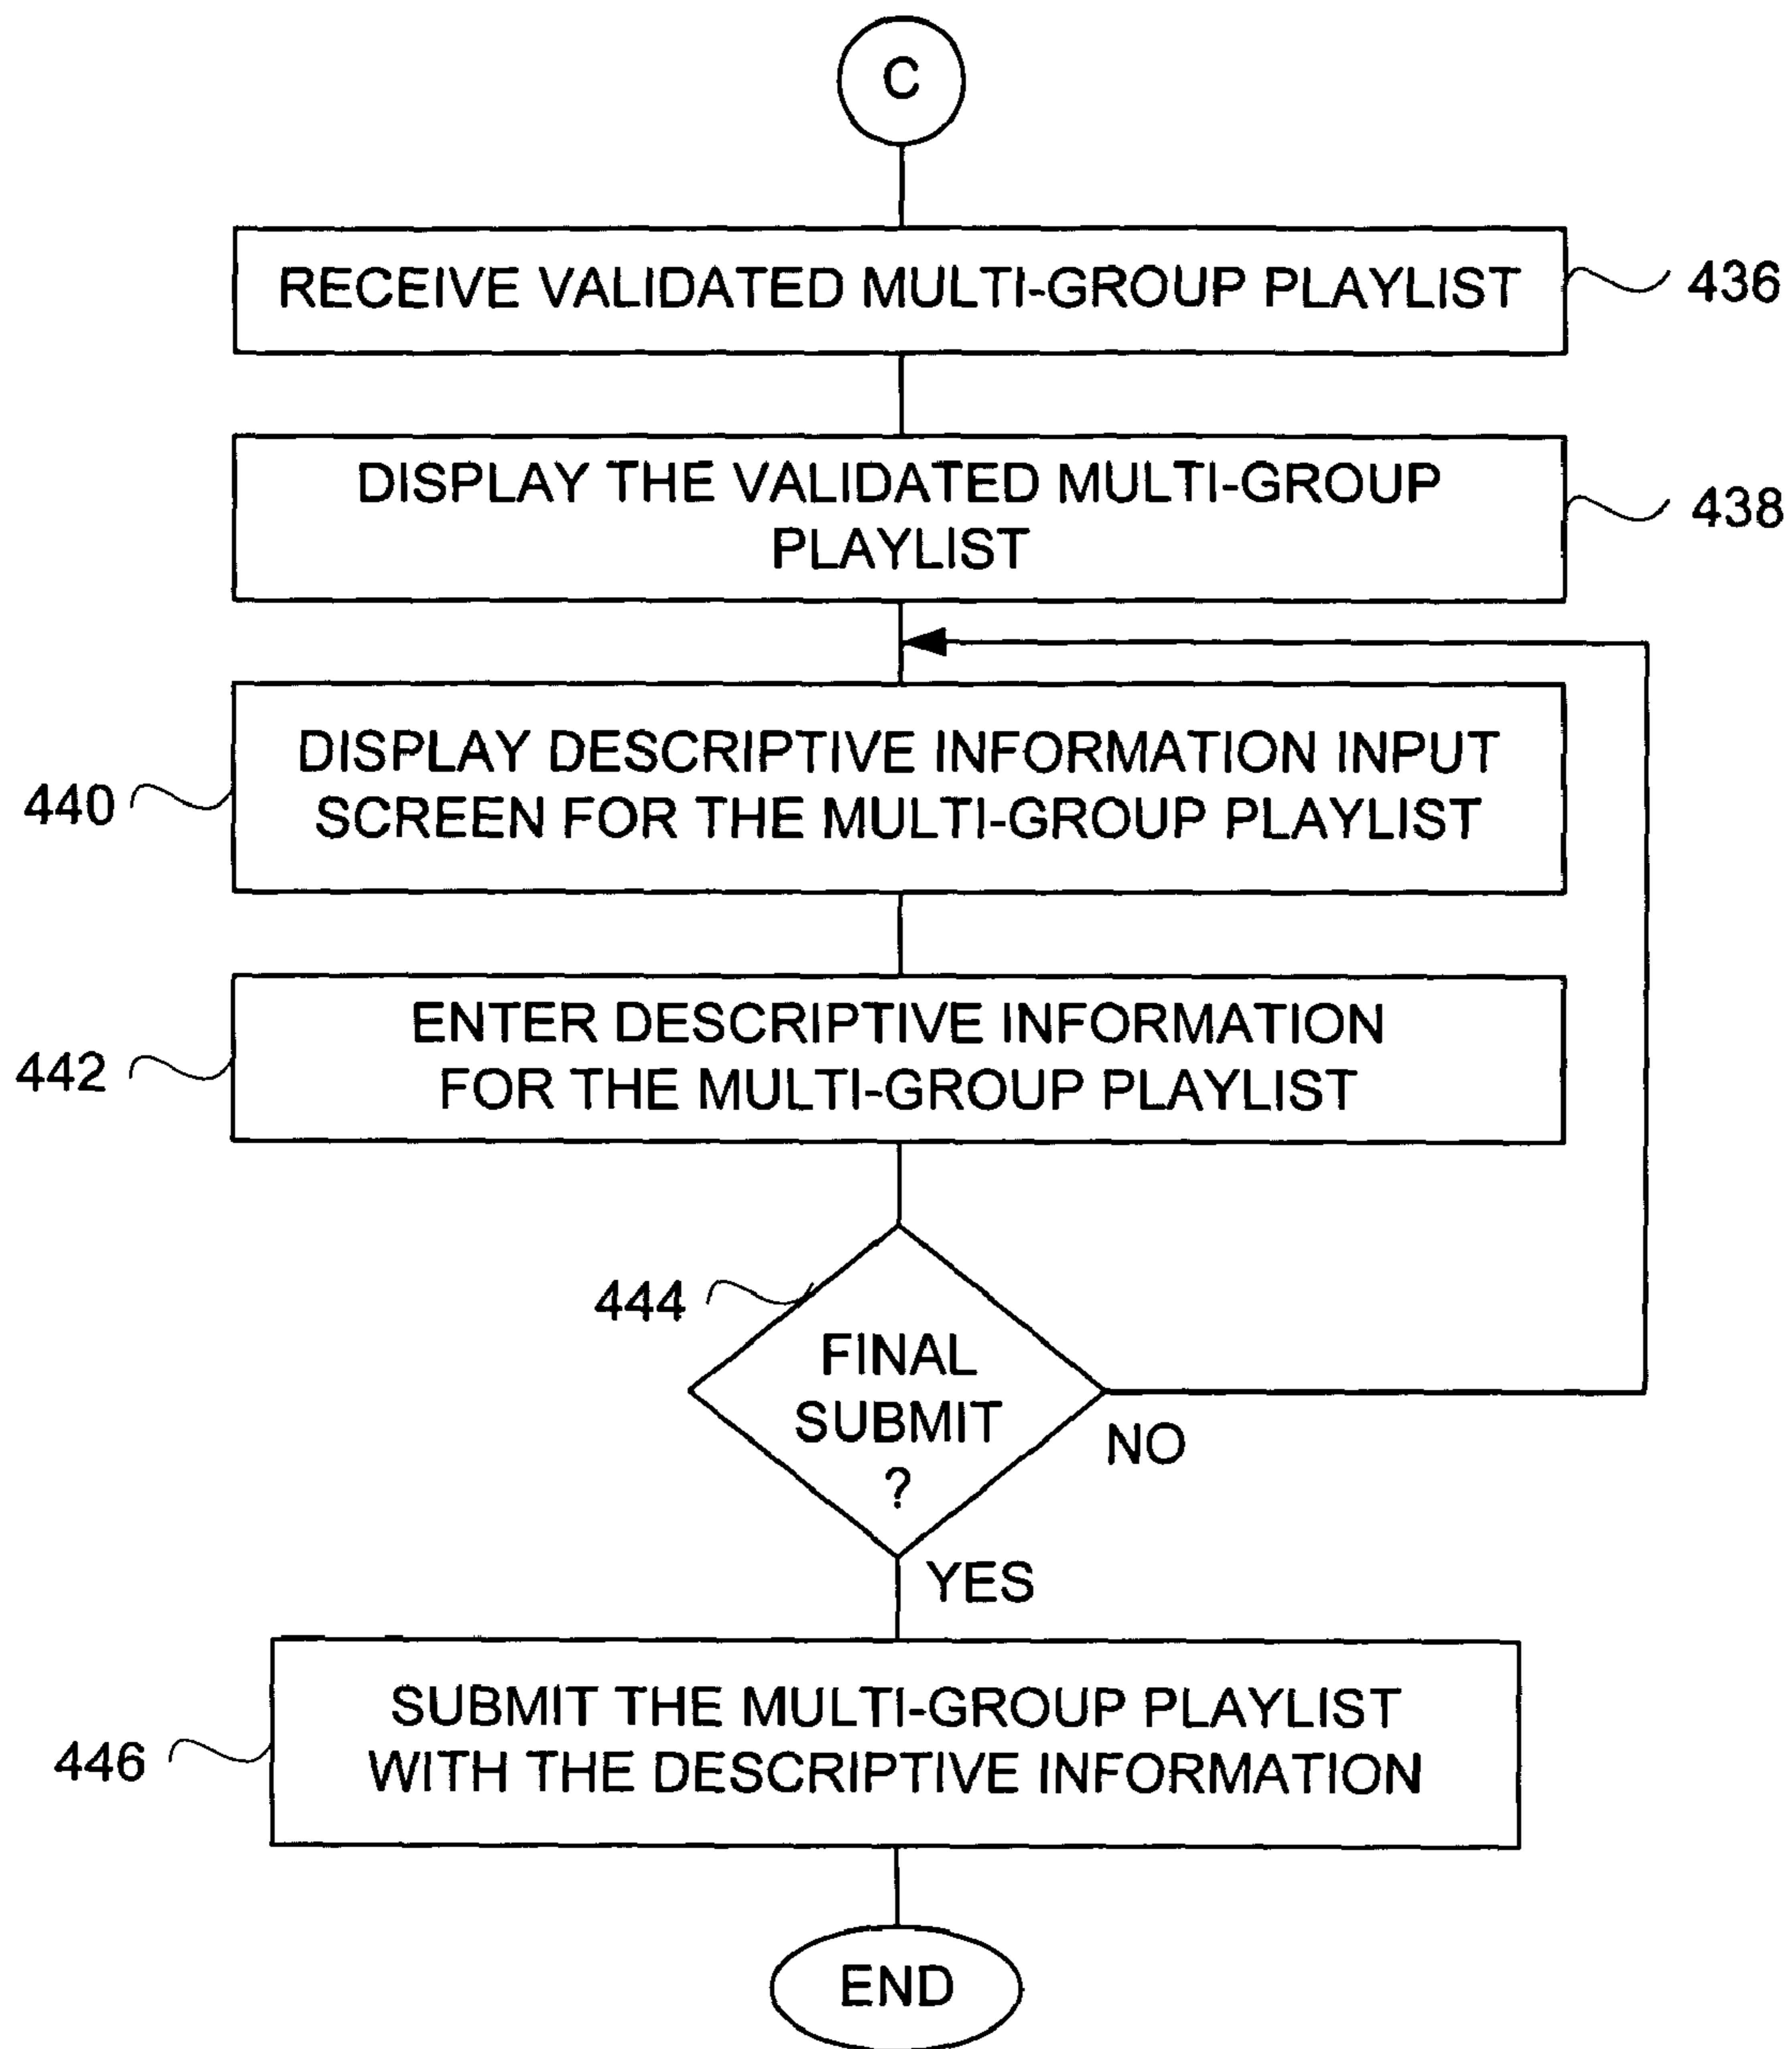 C
RECEIVE VALIDATED MULTI-GROUP PLAYLIST
436
DISPLAY THE VALIDATED MULTI-GROUP
PLAYLIST
438
DISPLAY DESCRIPTIVE INFORMATION INPUT
SCREEN FOR THE MULTI-GROUP PLAYLIST
440
ENTER DESCRIPTIVE INFORMATION
FOR THE MULTI-GROUP PLAYLIST
442
444
FINAL
SUBMIT
?
NO
YES
SUBMIT THE MULTI-GROUP PLAYLIST
WITH THE DESCRIPTIVE INFORMATION
446
END